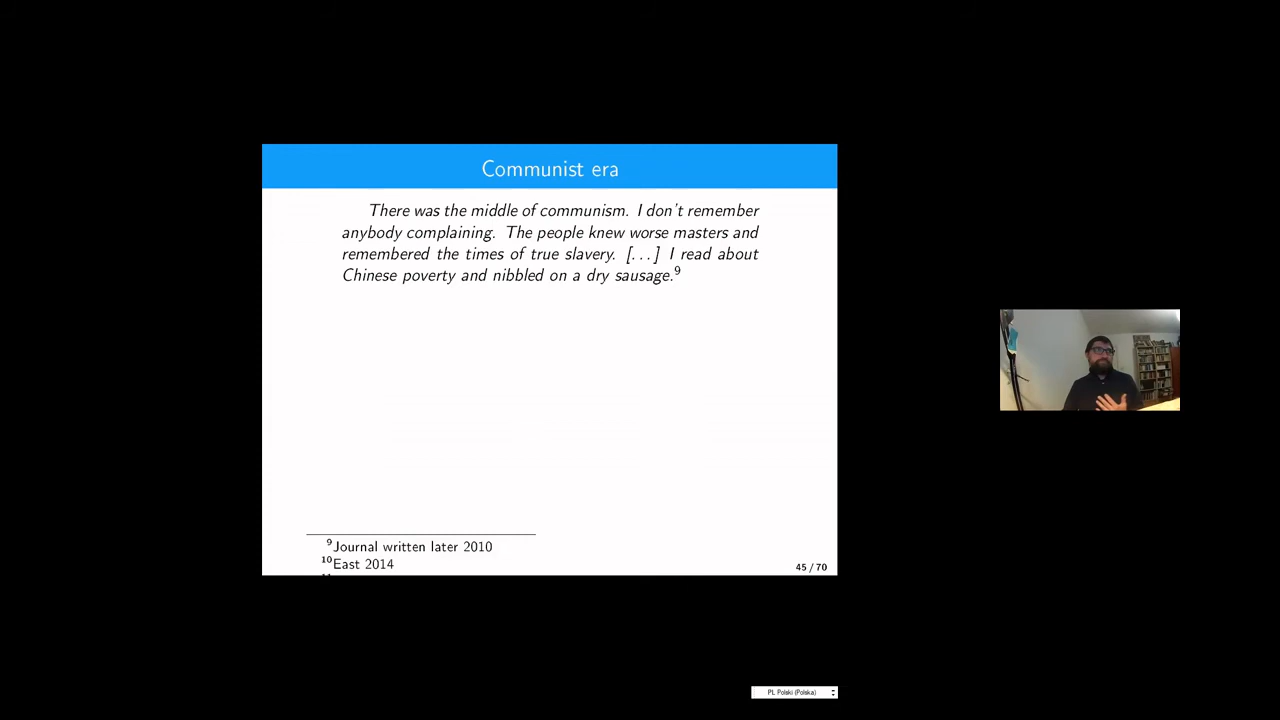 Communist era
There was the middle of communism. I don't remember
anybody complaining. The people knew worse masters and
remembered the times of true slavery. [...] I read about
Chinese poverty and nibbled on a dry sausage.9
9Journal written later 2010
10East 2014
45 / 70
PL Polski (Polska)